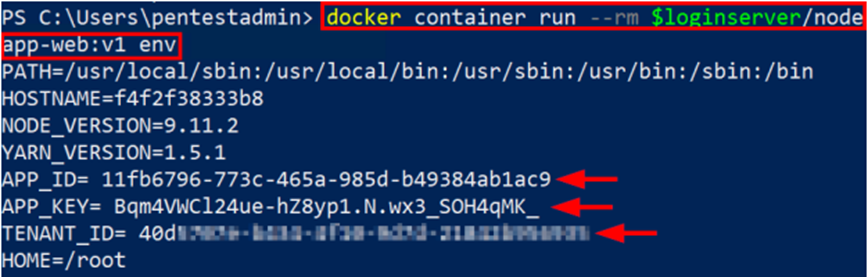 PS C:\Users\pentestadmin> docker container run --rm $loginserver/node
app-web:v1 env
PATH=/usr/local/sbin:/usr/local/bin:/usr/sbin:/usr/bin:/sbin:/bin
HOSTNAME=f4f2f38333b8
NODE_VERSION=9.11.2
YARN_VERSION=1.5.1
APP_ID= 11fb6796-773c-465a-985d-b49384ab1ac9
APP_KEY= Bqm4VWCl24ue-hZ8yp1.N.wx3_SOH4qMK_
TENANT_ID= 40d
HOME=/root